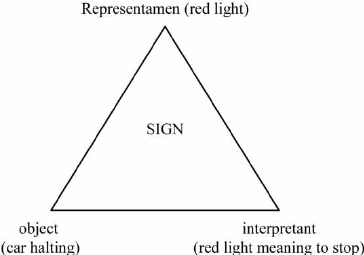 Representamen (red light)
SIGN
object
(car halting)
interpretant
(red light meaning to stop)